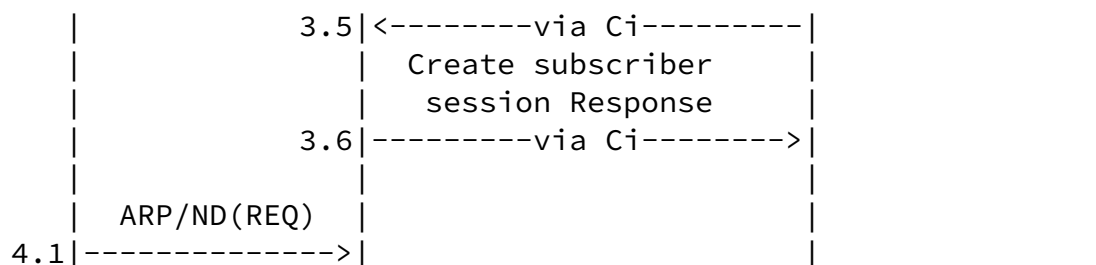 |              3.5|<--------via Ci---------|
|                 |  Create subscriber     |
|                 |   session Response     |
|              3.6|---------via Ci-------->|
|                 |                        |
|  ARP/ND(REQ)    |                        |
4.1|-------------->|                        |